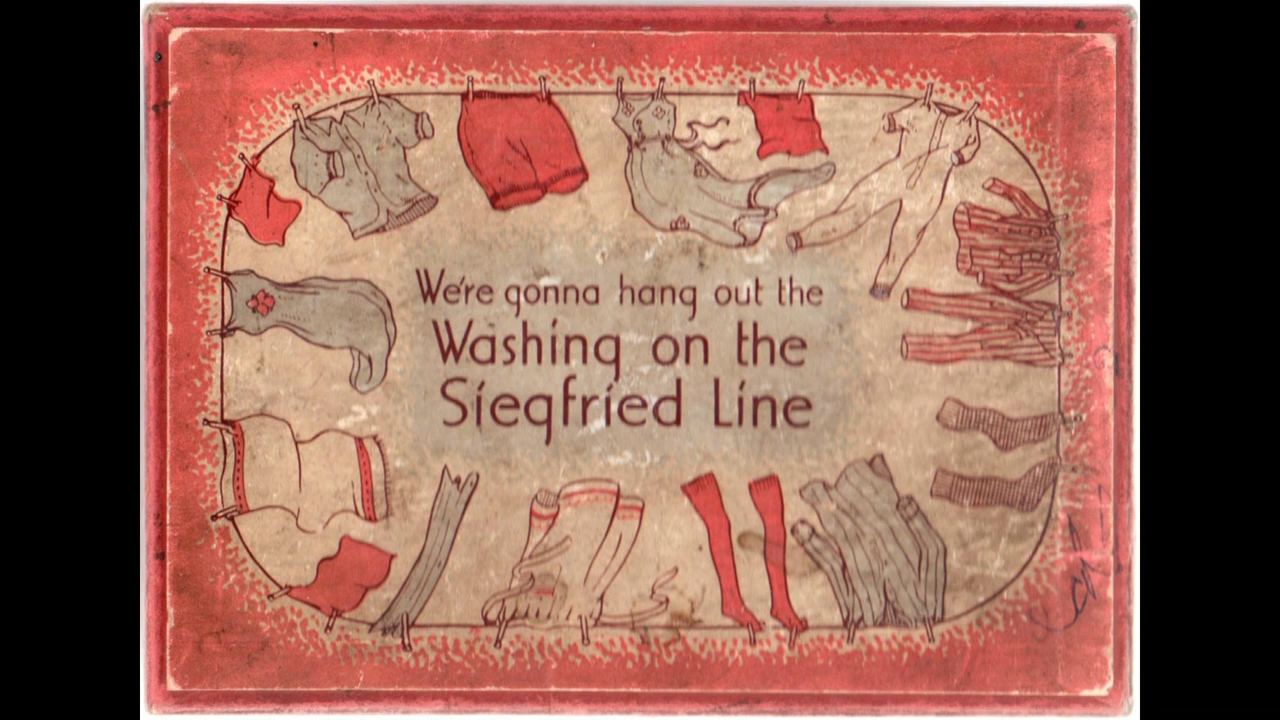 We're gonna hang out the
Washing on the
Siegfried Line